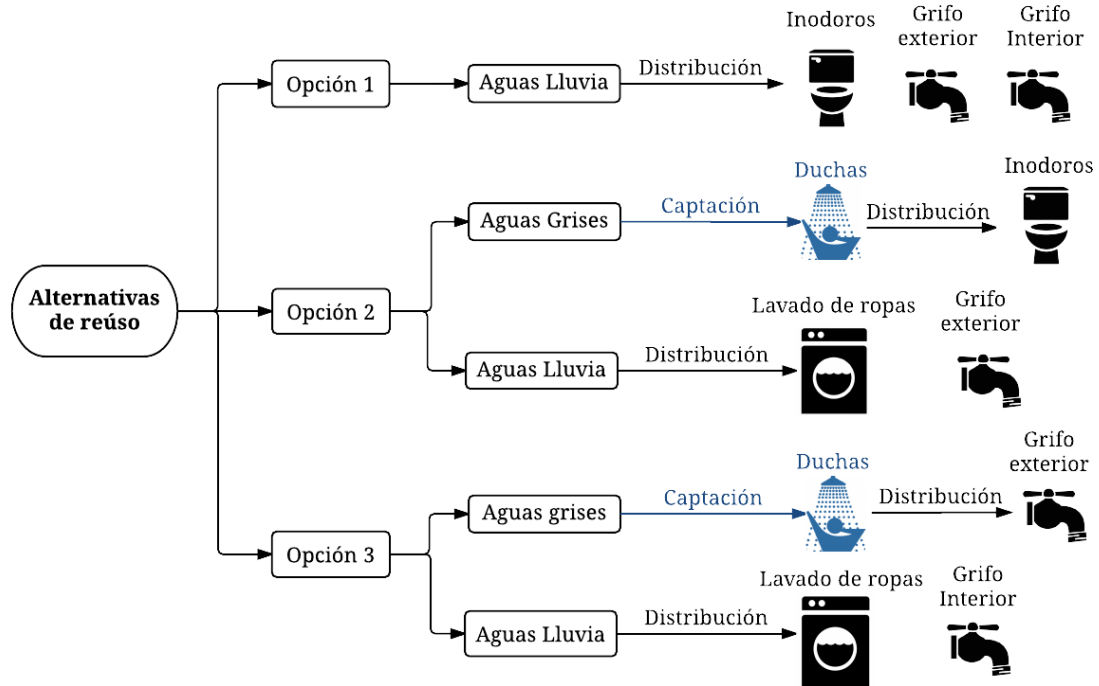 Inodoros
Grifo
exterior
Grifo
Interior
Opción 1
Aguas Lluvia
Distribución
Duchas
Inodoros
Aguas Grises
Captación
Distribución
Alternativas
de reúso
Opción 2
Lavado de ropas
Grifo
exterior
Aguas Lluvia
Distribución
Duchas
Grifo
exterior
Aguas grises
Captación
Distribución
Opción 3
Lavado de ropas
Grifo
Interior
Aguas Lluvia
Distribución